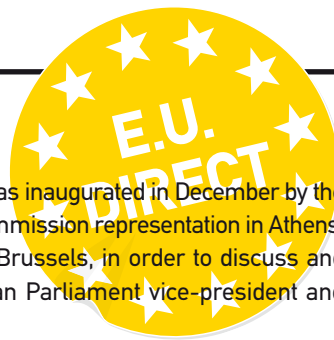 E.U.
DIRECT
as inaugurated in December by the
mmission representation in Athens
Brussels, in order to discuss and
an Parliament vice-president and